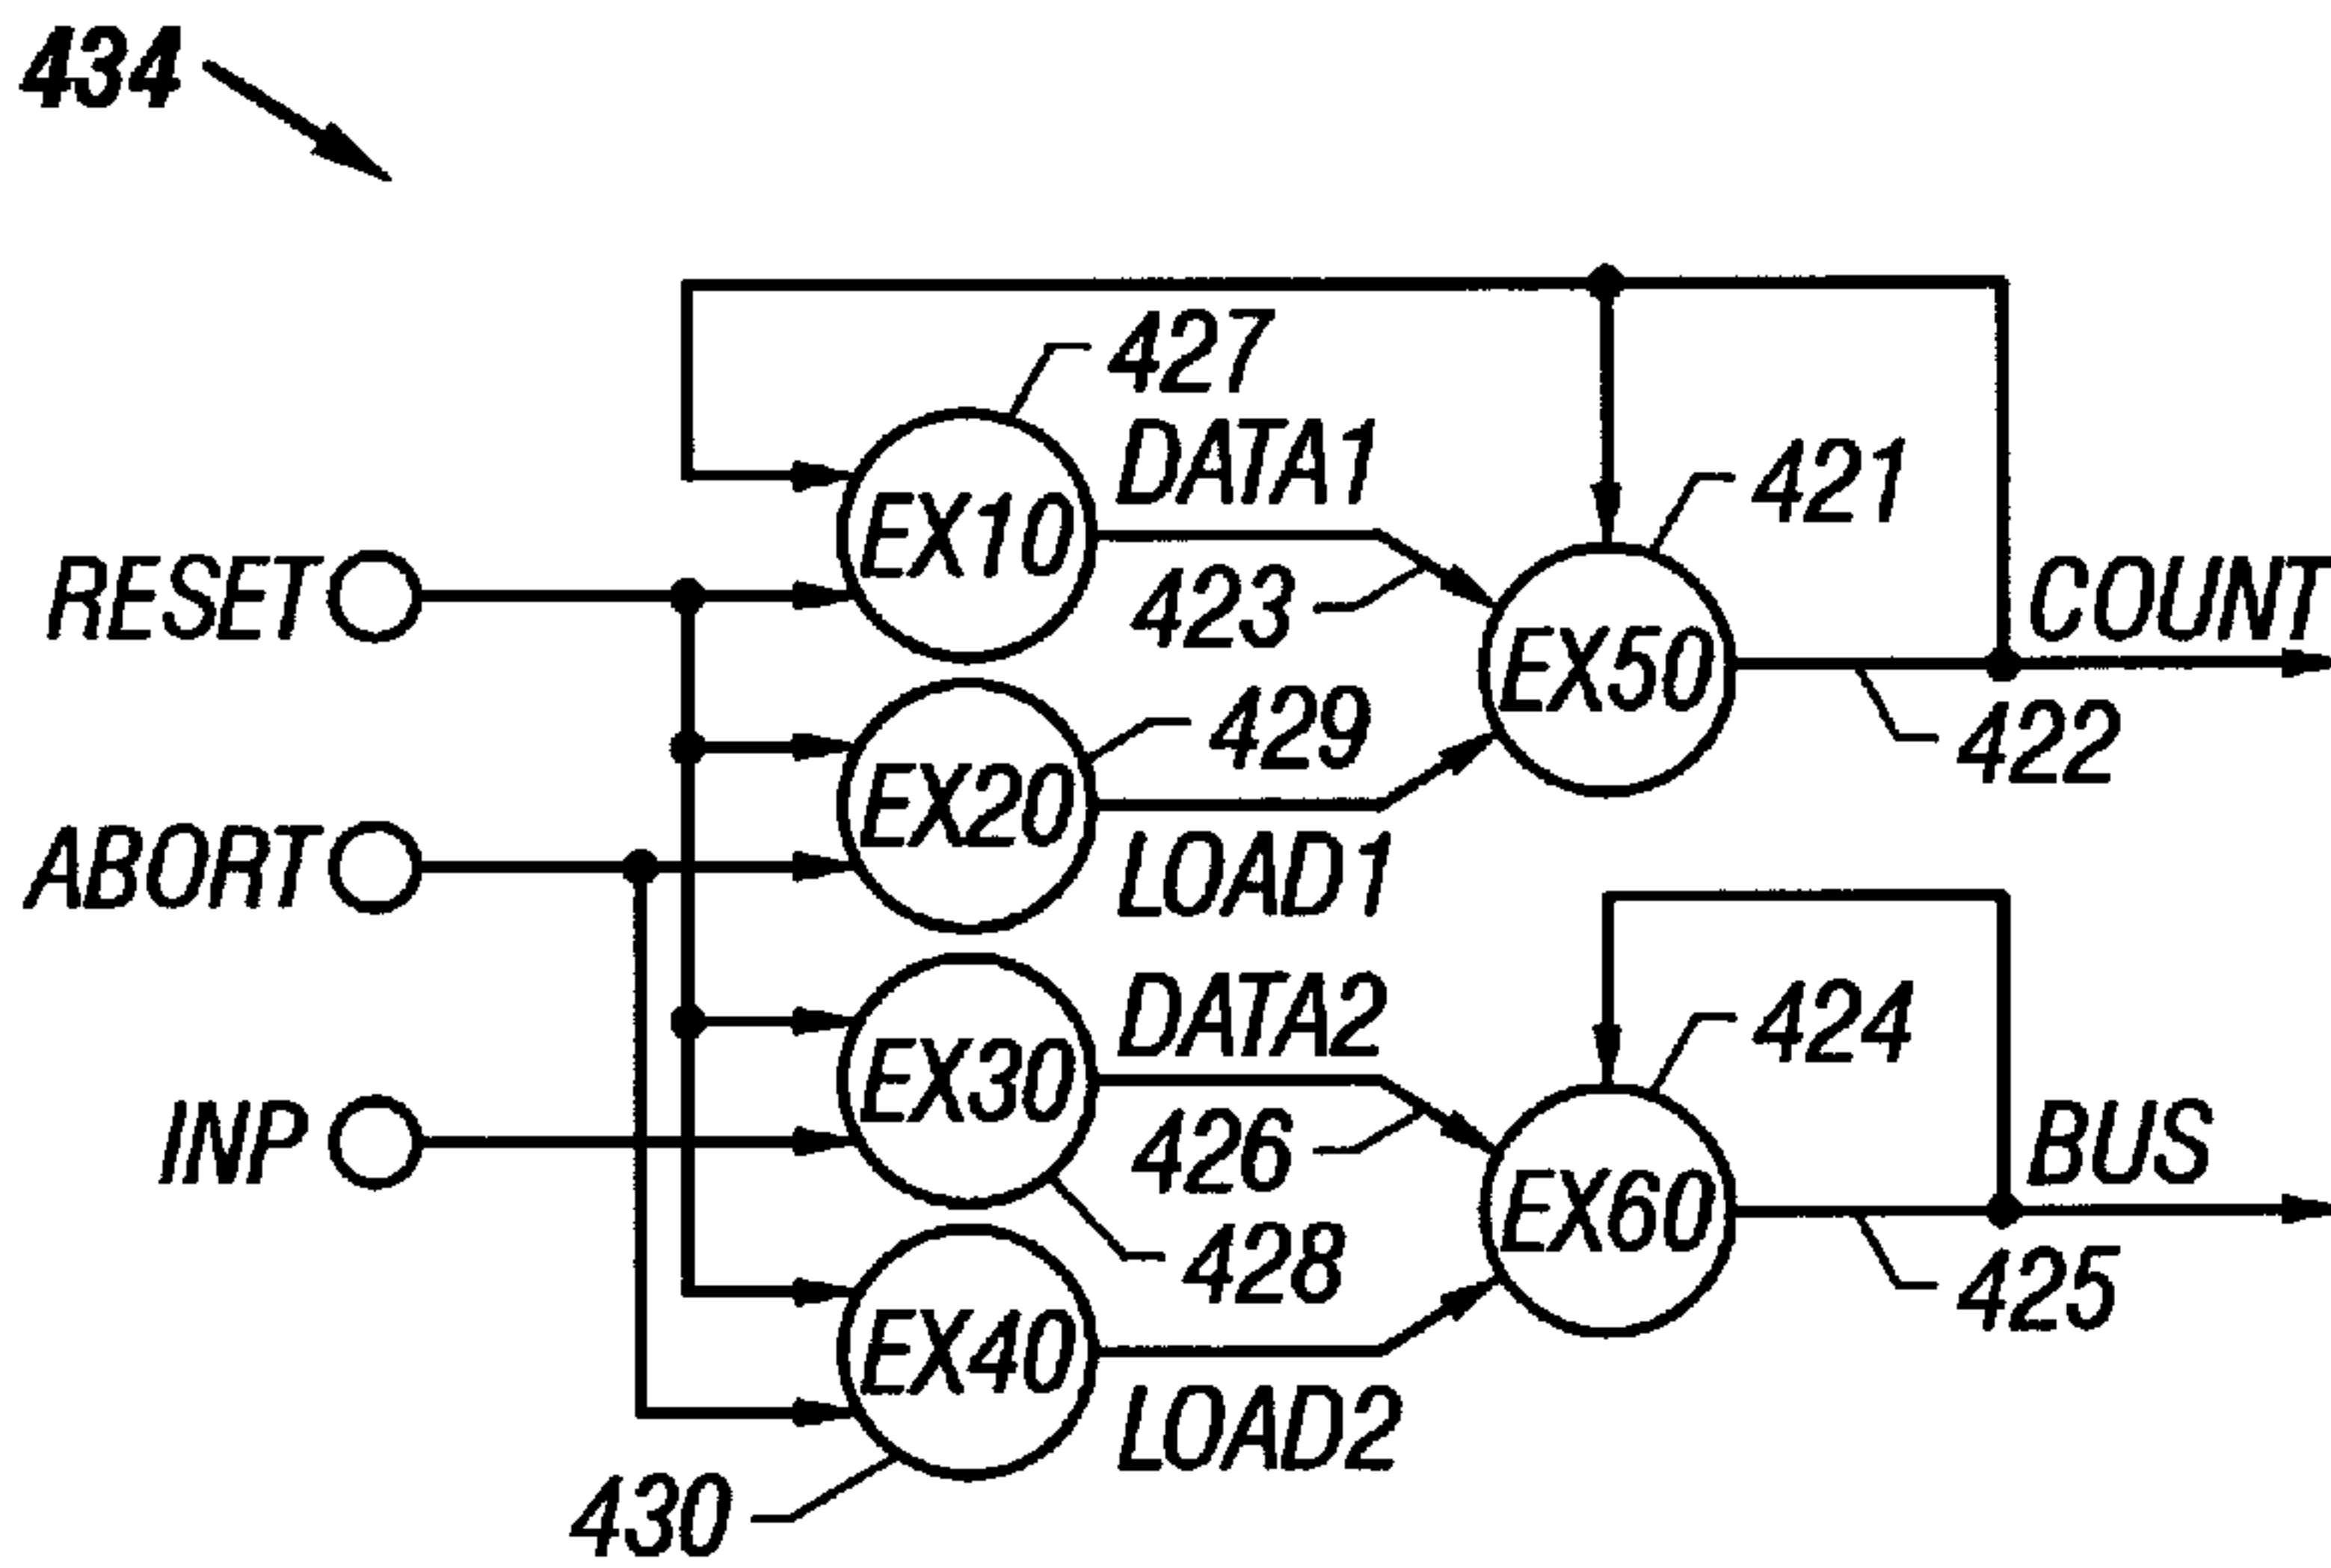 434
427
DATA1
EX10
421
RESET
423
COUNT
EX50
429
422
EX20
ABORT
LOAD1
DATA2
424
EX30
INP
426
BUS
EX60
428
425
EX40
LOAD2
430